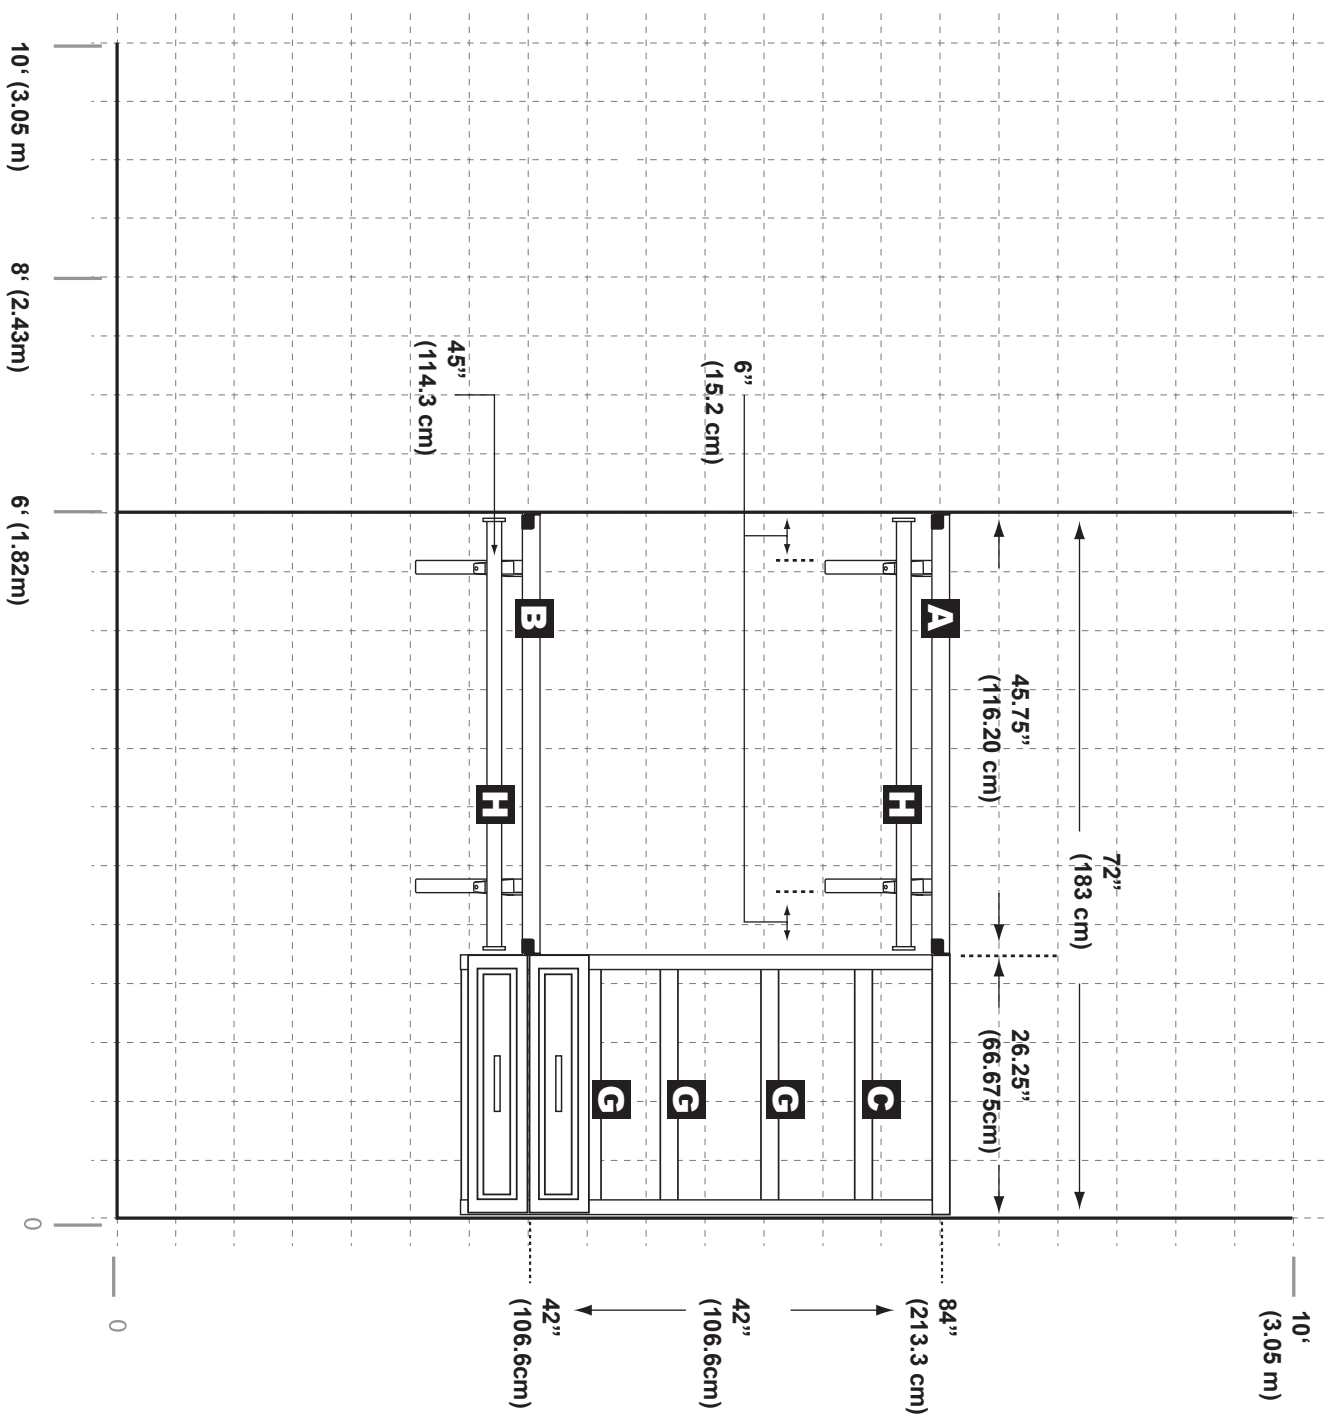 10‘
(3.05 m)
72”
(183 cm)
45.75”
(116.20 cm)
26.25”
(66.675cm)
84”
(213.3 cm)
A
H
C
6”
(15.2 cm)
G
42”
(106.6cm)
G
G
B
42”
(106.6cm)
H
45”
(114.3 cm)
0
10‘ (3.05 m)
8‘ (2.43m)
6‘ (1.82m)
0